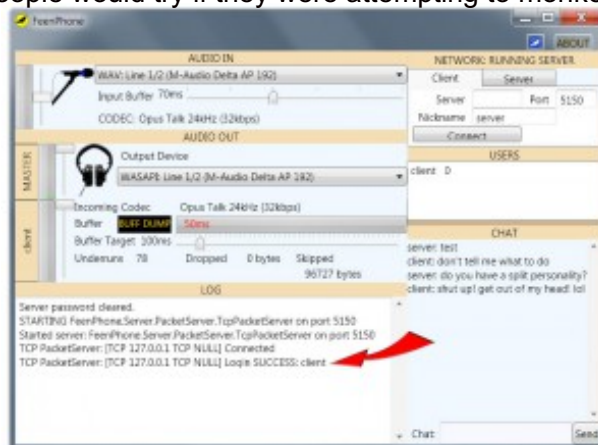 people would try if they were attempting to monke
FeenPhone
ABOUT
AUDIO IN
WAV: Line 1/2 (M-Audio Delta AP 192)
Input Buffer 70ms
CODEC: Opus Talk 24kHz (32kbps)
AUDIO OUT
MASTER
client
Output Device
WASAPI: Line 1/2 (M-Audio Delta AP 192)
Incoming Codec Opus Talk 24kHz (32kbps)
Buffer BUFF DUMP 50ms
Buffer Target 100ms
Underruns 78 Dropped 0 bytes Skipped
96727 bytes
LOG
Server password cleared.
STARTING FeenPhone.Server.PacketServer.TcpPacketServer on port 5150
Started server: FeenPhone.Server.PacketServer.TcpPacketServer on port 5150
TCP PacketServer: [TCP 127.0.0.1 TCP NULL] Connected
TCP PacketServer: [TCP 127.0.0.1 TCP NULL] Login SUCCESS: client
NETWORK: RUNNING SERVER
Client Server
Server Port 5150
Nickname server
Connect
USERS
client 0
CHAT
server: test
client: don't tell me what to do
server: do you have a split personality?
client: shut up! get out of my head! lol
Chat: Send